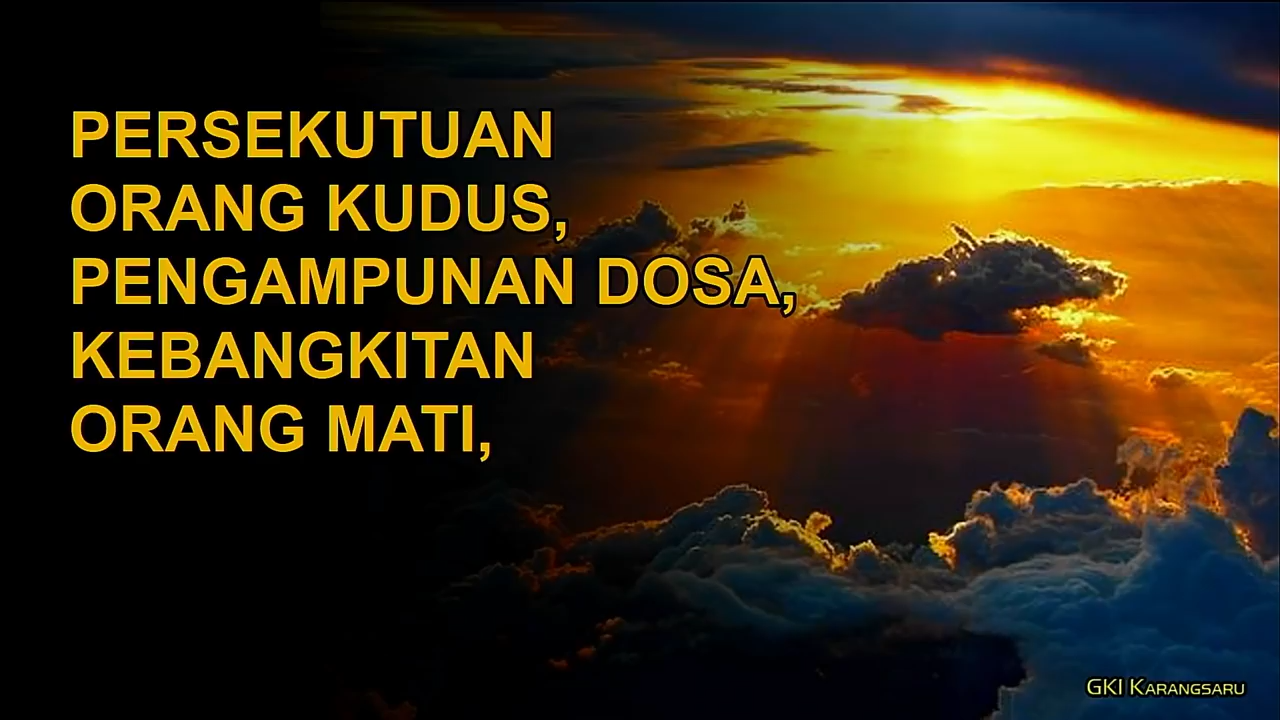 PERSEKUTUAN
ORANG KUDUS,
PENGAMPUNAN DOSA,
KEBANGKITAN
ORANG MATI,
GKI KARANGSARU